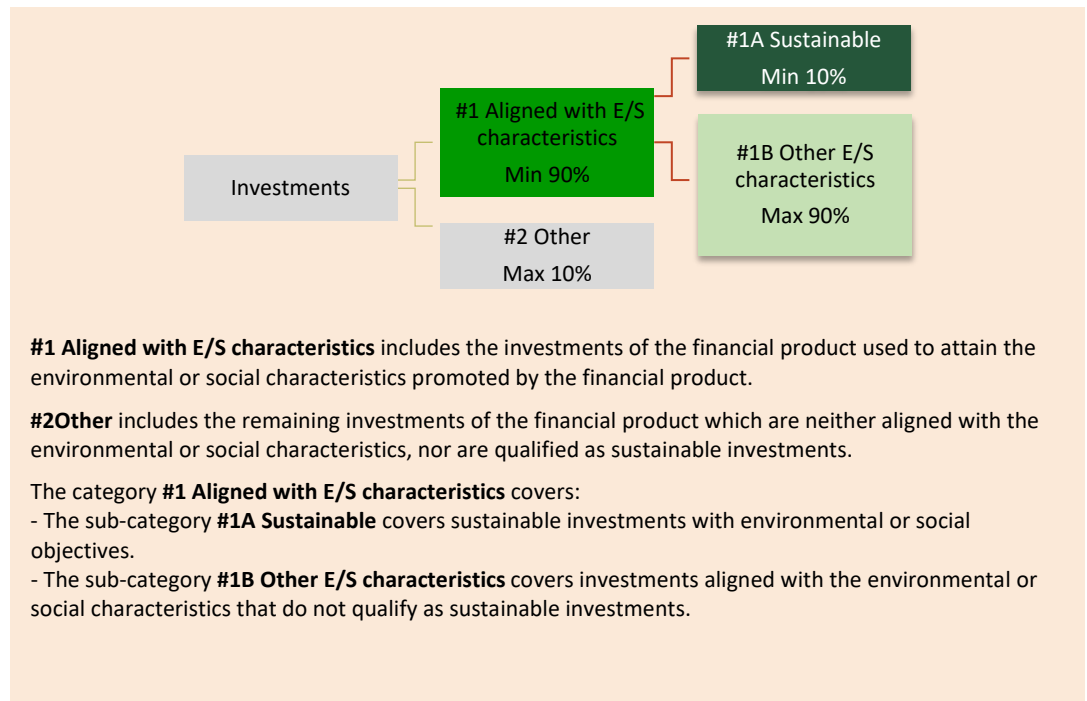 #1A Sustainable
Min 10%
#1 Aligned with E/S
characteristics
Min 90%
#1B Other E/S
characteristics
Max 90%
Investments
#2 Other
Max 10%
#1 Aligned with E/S characteristics includes the investments of the financial product used to attain the
environmental or social characteristics promoted by the financial product.
#2Other includes the remaining investments of the financial product which are neither aligned with the
environmental or social characteristics, nor are qualified as sustainable investments.
The category #1 Aligned with E/S characteristics covers:
- The sub-category #1A Sustainable covers sustainable investments with environmental or social
objectives.
- The sub-category #1B Other E/S characteristics covers investments aligned with the environmental or
social characteristics that do not qualify as sustainable investments.